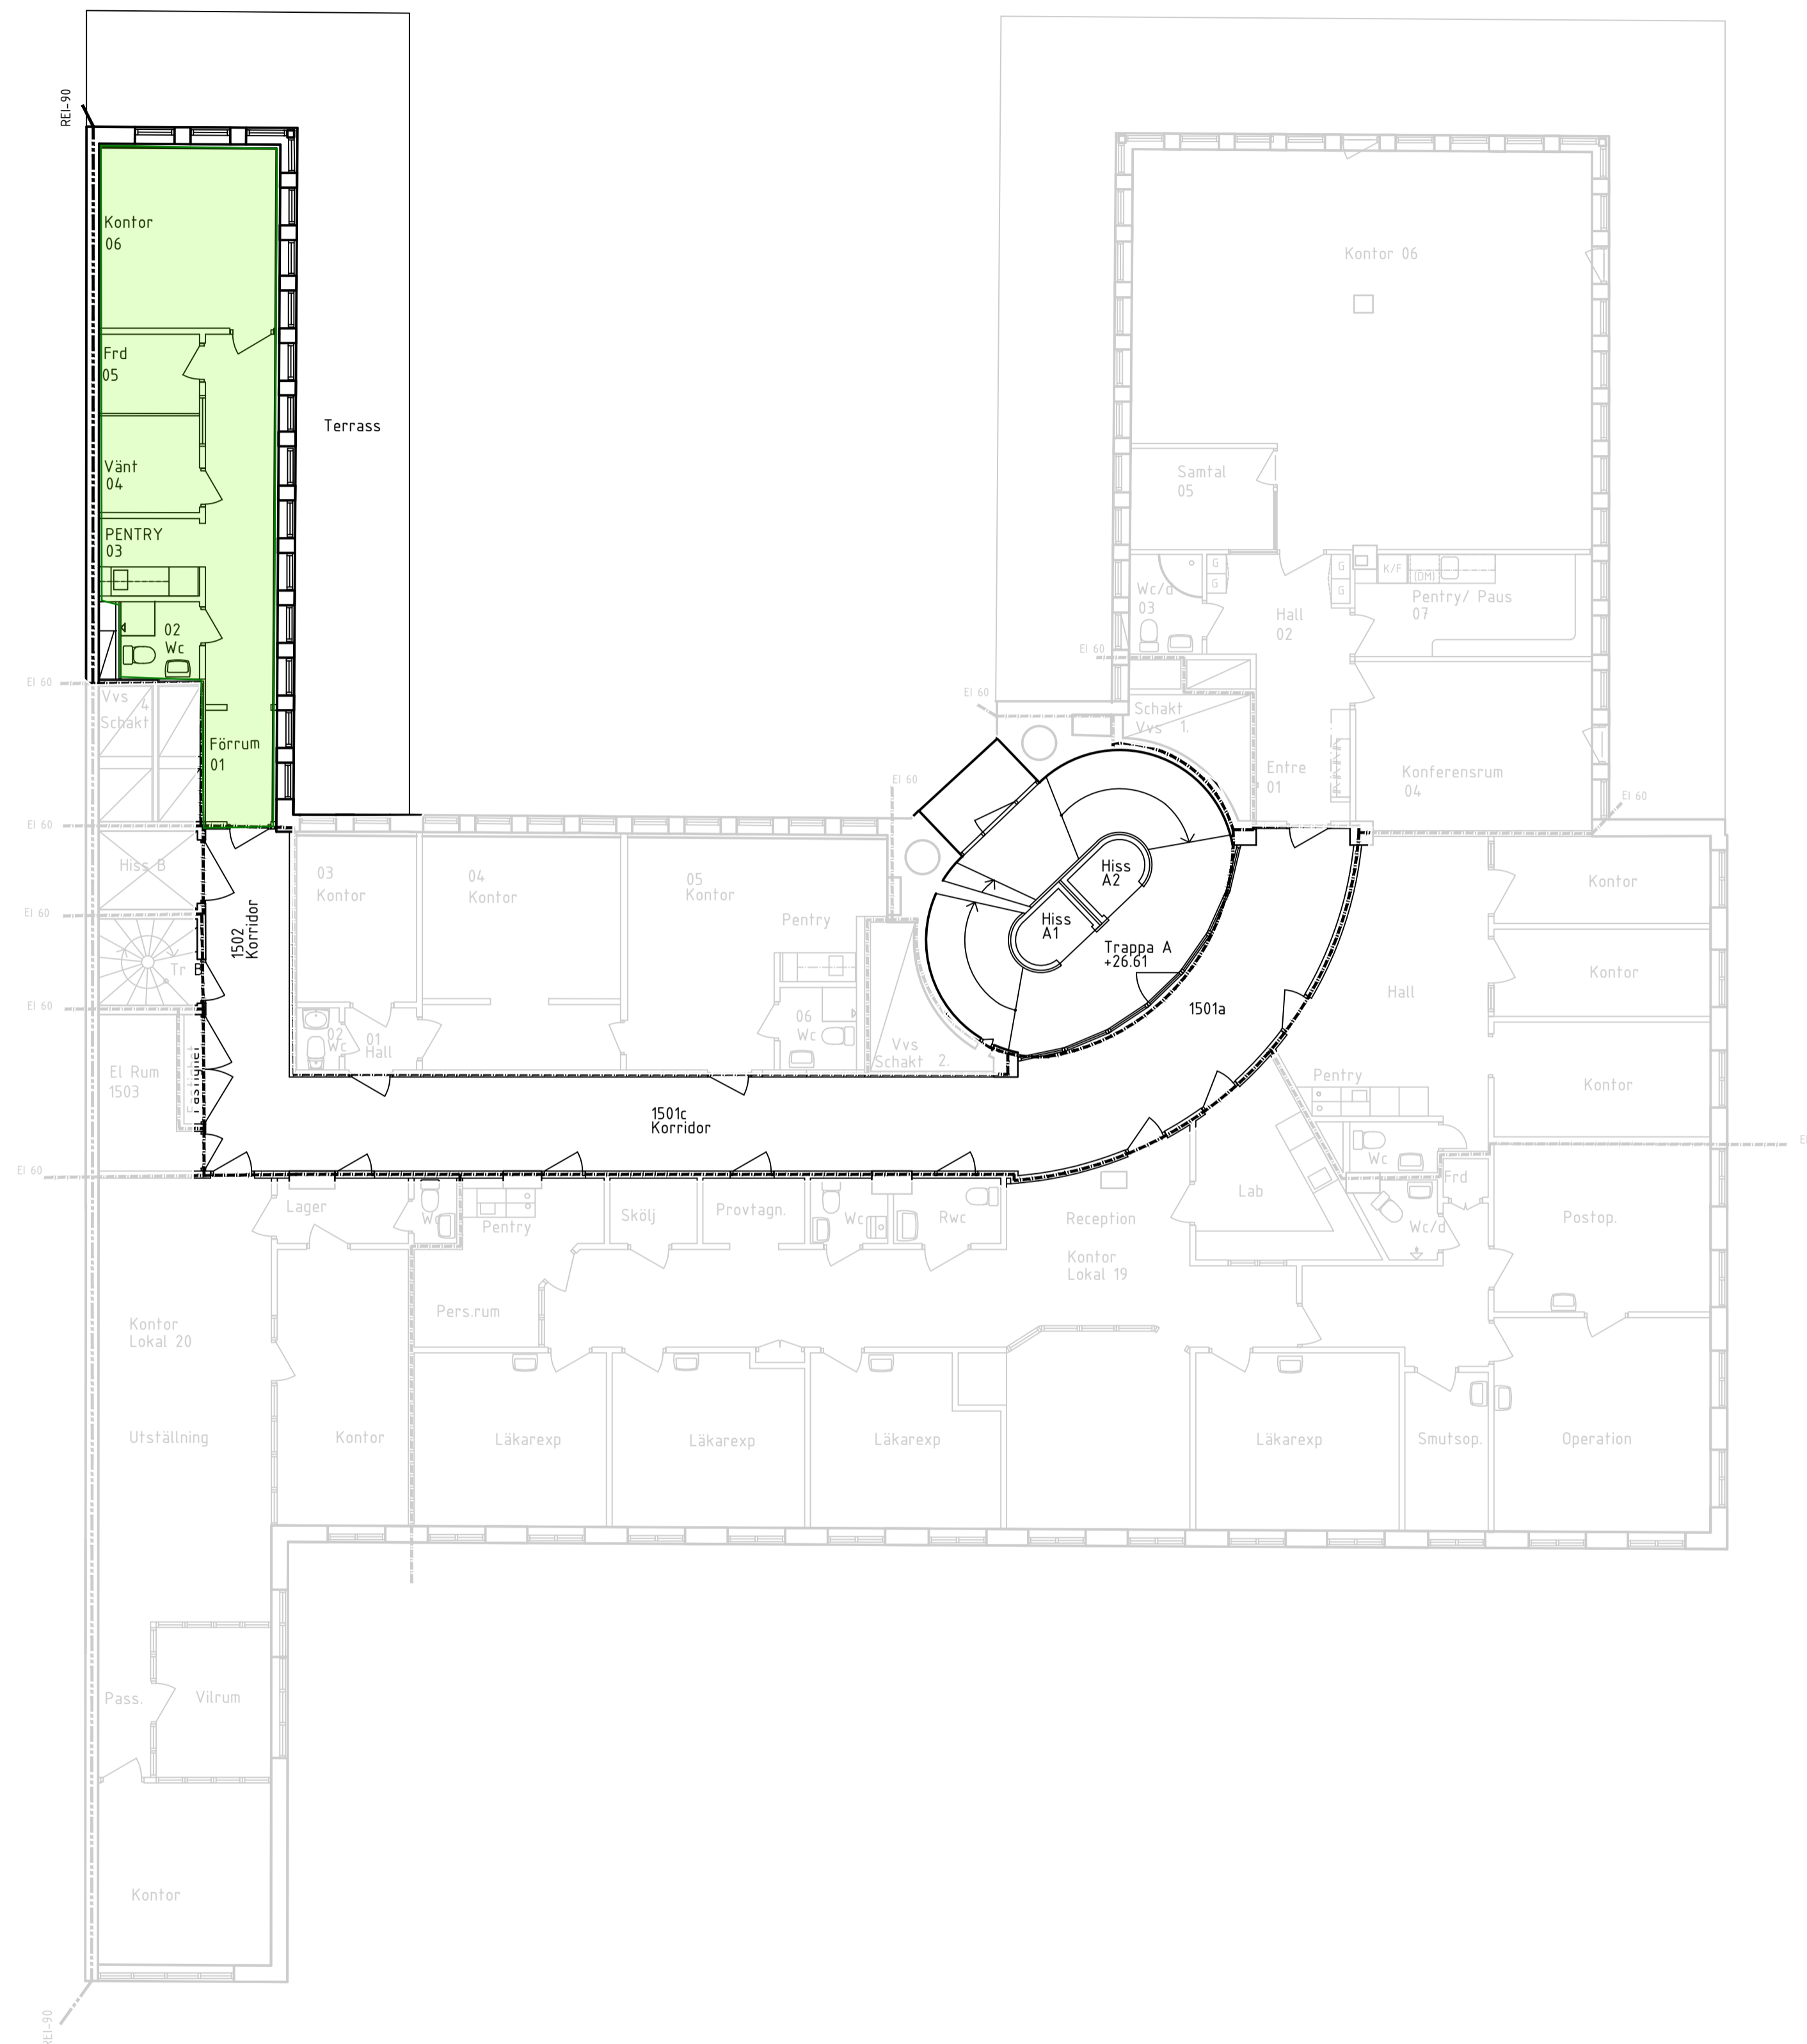 REI-90
Kontor
06
Frd
05
Terrass
Vänt
04
PENTRY
03
02
Wc
Förrum
01
EI 60
Vvs 4
Schakt
EI 60
Hiss B
EI 60
Tr B
EI 60
El Rum
1503
EI 60
1502
Korridor
03
Kontor
04
Kontor
05
Kontor
Pentry
02
Wc
01
Hall
06
Wc
Vvs
Schakt 2.
EI 60
1501c
Korridor
Hiss
A2
Hiss
A1
Trappa A
+26.61
1501a
Kontor 06
Samtal
05
Wc/d
03
G
G
G
G
K/F
(DM)
Pentry/ Paus
07
Hall
02
EI 60
EI 60
Schakt
Vvs 1.
Entre
01
Konferensrum
04
EI 60
Kontor
Kontor
Hall
Kontor
Pentry
Wc
Frd
Lab
Wc/d
Postop.
Lager
Wc
Pentry
Skölj
Provtagn.
Wc
Rwc
Reception
Kontor
Lokal 19
Pers.rum
Kontor
Lokal 20
Utställning
Kontor
Läkarexp
Läkarexp
Läkarexp
Läkarexp
Smutsop.
Operation
Pass.
Vilrum
Kontor
REI-90